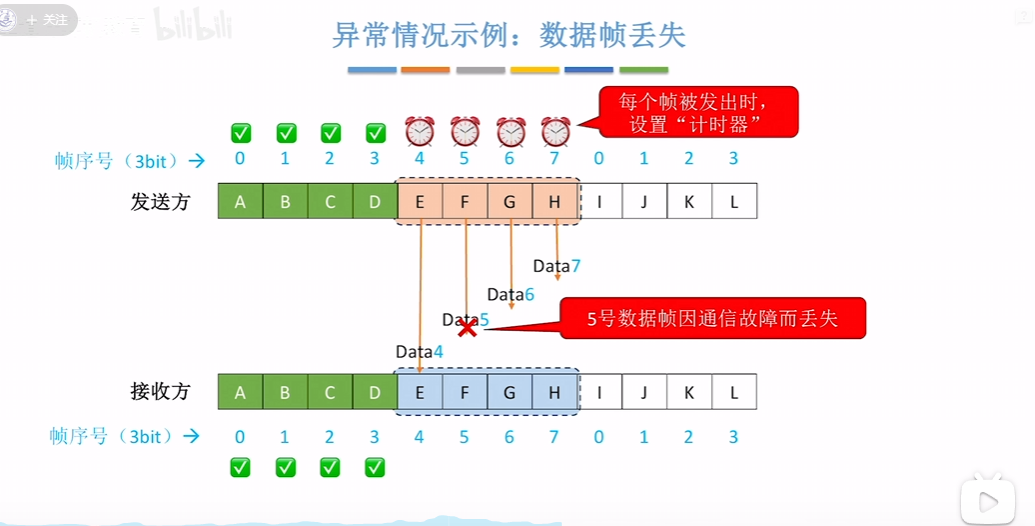 + 关注
bilibili
异常情况示例：数据帧丢失
每个帧被发出时，
设置“计时器”
帧序号（3bit）→ 0 1 2 3 4 5 6 7 0 1 2 3
发送方 A B C D E F G H I J K L
Data7
Data6
Data5
5号数据帧因通信故障而丢失
Data4
接收方 A B C D E F G H I J K L
帧序号（3bit）→ 0 1 2 3 4 5 6 7 0 1 2 3